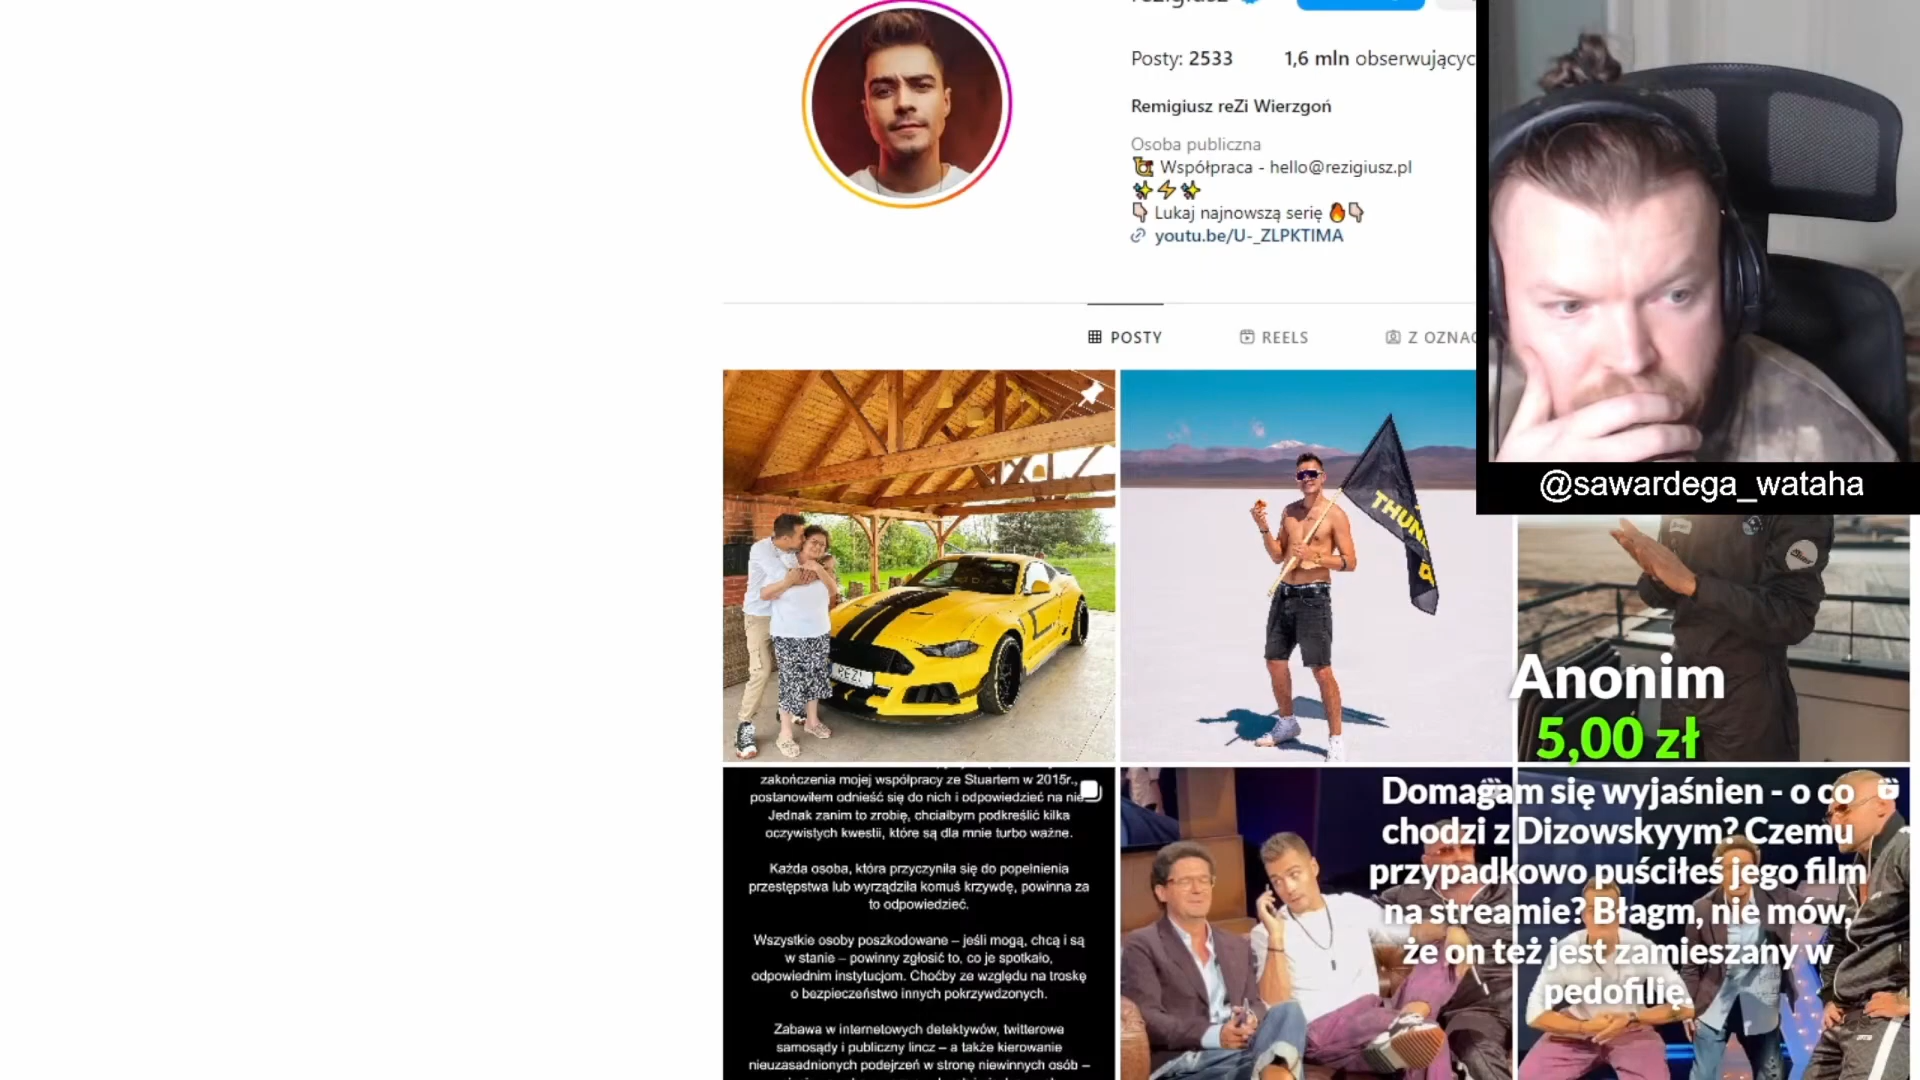 Posty: 2533
1,6 mln obserwujący
Remigiusz reZi Wierzgoń
Osoba publiczna
Współpraca - hello@rezigiusz.pl
Lukaj najnowszą serię
youtu.be/U-_ZLPKTIMA
POSTY
REELS
Z OZNA
@sawardega_wataha
REZI
Anonim
5,00 zł
Domagam się wyjaśnien - o co
chodzi z Dizowskyym? Czemu
przypadkowo puściłeś jego film
na streamie? Błagm, nie mów,
że on też jest zamieszany w
pedofilię.
zakończenia mojej współpracy ze Stuartem w 2015r.,
postanowiłem odnieść się do nich i odpowiedzieć na nie
Jednak zanim to zrobię, chciałbym podkreślić kilka
oczywistych kwestii, które są dla mnie turbo ważne.
Każda osoba, która przyczyniła się do popełnienia
przestępstwa lub wyrządziła komuś krzywdę, powinna za
to odpowiedzieć.
Wszystkie osoby poszkodowane – jeśli mogą, chcą i są
w stanie – powinny zgłosić to, co je spotkało,
odpowiednim instytucjom. Choćby ze względu na troskę
o bezpieczeństwo innych pokrzywdzonych.
Zabawa w internetowych detektywów, twitterowe
samosądy i publiczny lincz – a także kierowanie
nieuzasadnionych podejrzeń w stronę niewinnych osób –